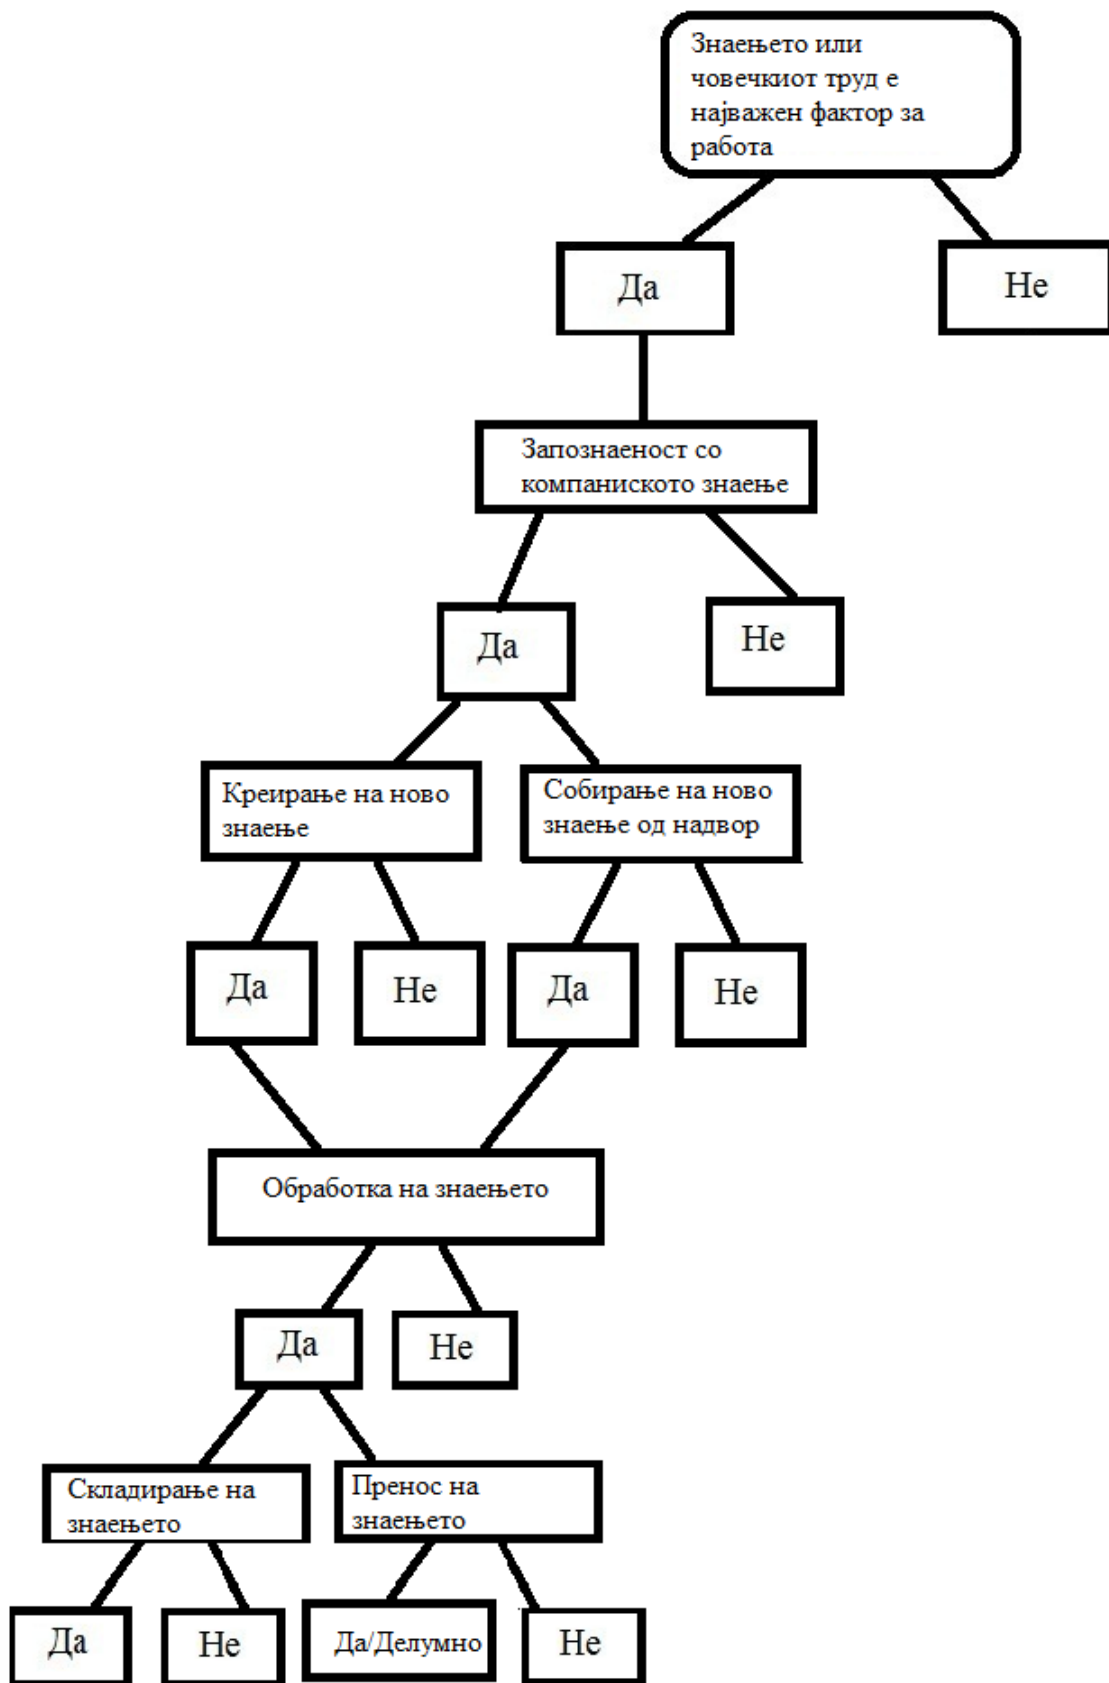 Знаењето или
човечкиот труд е
најважен фактор за
работа
Да
Не
Запознаеност со
компаниското знаење
Да
Не
Креирање на ново
знаење
Собирање на ново
знаење од надвор
Да
Не
Да
Не
Обработка на знаењето
Да
Не
Складирање на
знаењето
Пренос на
знаењето
Да
Не
Да/Делумно
Не